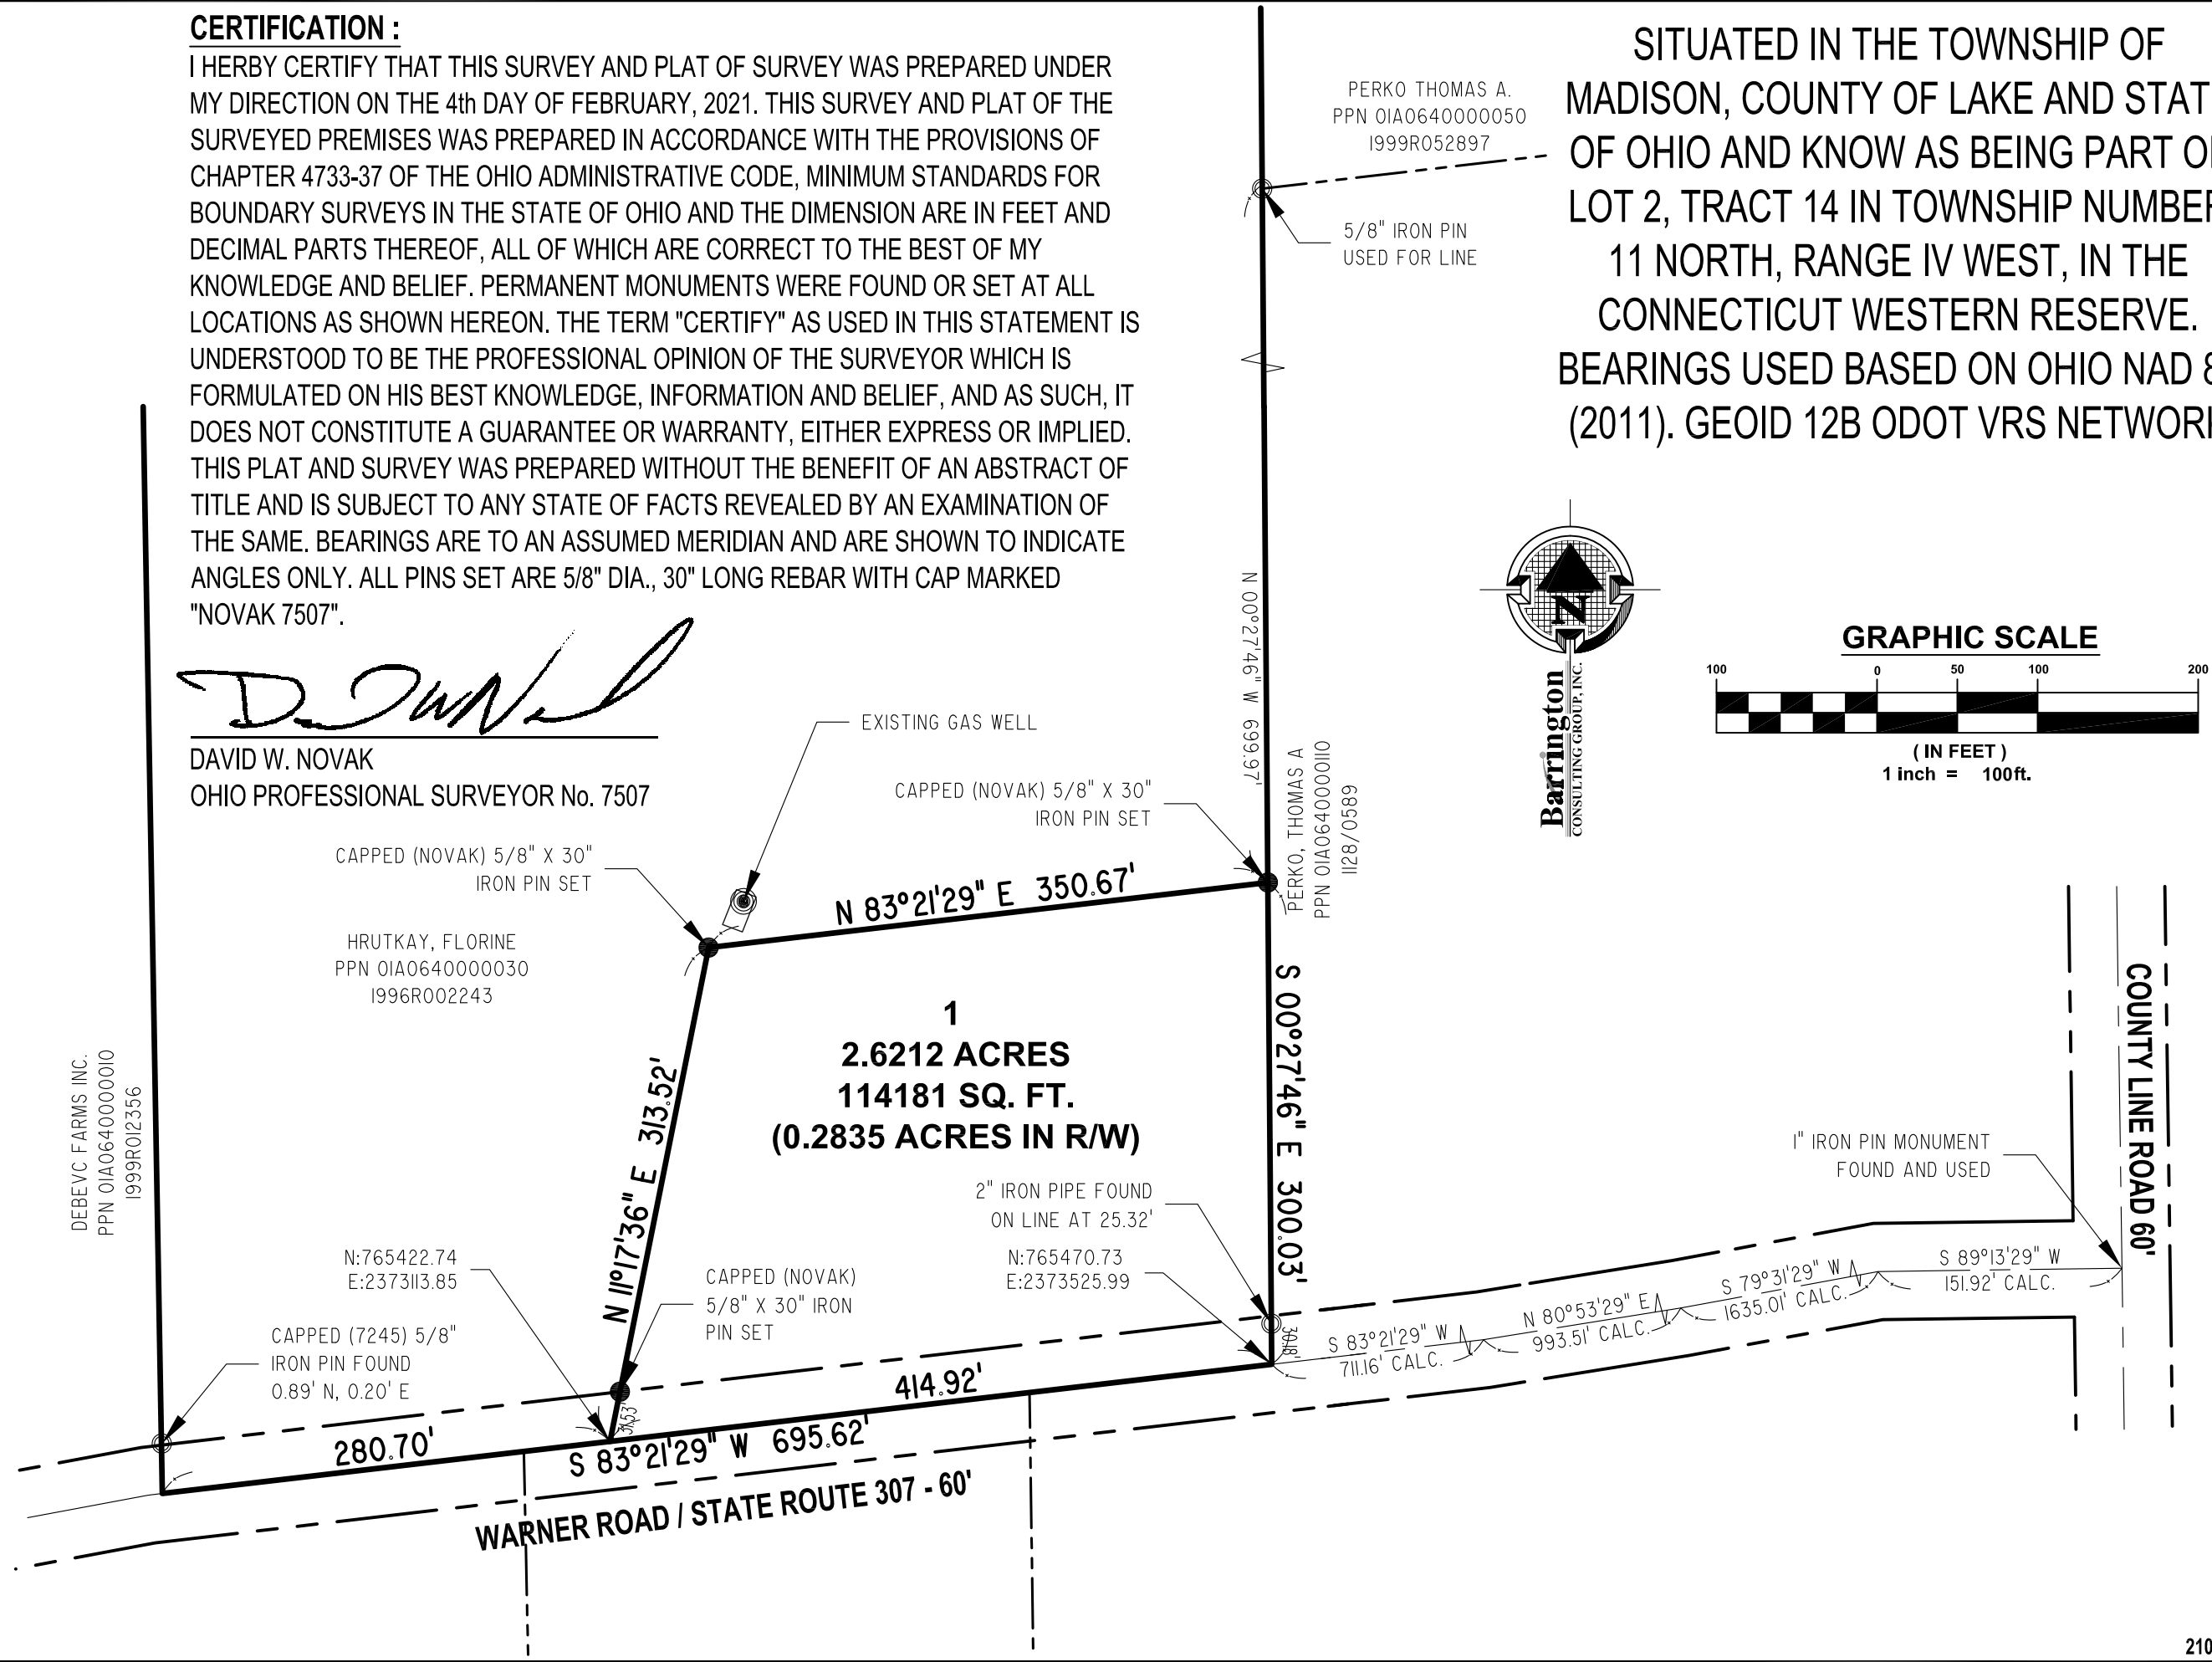 CERTIFICATION :
I HERBY CERTIFY THAT THIS SURVEY AND PLAT OF SURVEY WAS PREPARED UNDER
MY DIRECTION ON THE 4th DAY OF FEBRUARY, 2021. THIS SURVEY AND PLAT OF THE
SURVEYED PREMISES WAS PREPARED IN ACCORDANCE WITH THE PROVISIONS OF
CHAPTER 4733-37 OF THE OHIO ADMINISTRATIVE CODE, MINIMUM STANDARDS FOR
BOUNDARY SURVEYS IN THE STATE OF OHIO AND THE DIMENSION ARE IN FEET AND
DECIMAL PARTS THEREOF, ALL OF WHICH ARE CORRECT TO THE BEST OF MY
KNOWLEDGE AND BELIEF. PERMANENT MONUMENTS WERE FOUND OR SET AT ALL
LOCATIONS AS SHOWN HEREON. THE TERM "CERTIFY" AS USED IN THIS STATEMENT IS
UNDERSTOOD TO BE THE PROFESSIONAL OPINION OF THE SURVEYOR WHICH IS
FORMULATED ON HIS BEST KNOWLEDGE, INFORMATION AND BELIEF, AND AS SUCH, IT
DOES NOT CONSTITUTE A GUARANTEE OR WARRANTY, EITHER EXPRESS OR IMPLIED.
THIS PLAT AND SURVEY WAS PREPARED WITHOUT THE BENEFIT OF AN ABSTRACT OF
TITLE AND IS SUBJECT TO ANY STATE OF FACTS REVEALED BY AN EXAMINATION OF
THE SAME. BEARINGS ARE TO AN ASSUMED MERIDIAN AND ARE SHOWN TO INDICATE
ANGLES ONLY. ALL PINS SET ARE 5/8" DIA., 30" LONG REBAR WITH CAP MARKED
"NOVAK 7507".
DAVID W. NOVAK
OHIO PROFESSIONAL SURVEYOR No. 7507
PERKO THOMAS A.
PPN 01A0640000050
1999R052897
5/8" IRON PIN
USED FOR LINE
SITUATED IN THE TOWNSHIP OF
MADISON, COUNTY OF LAKE AND STAT
OF OHIO AND KNOW AS BEING PART O
LOT 2, TRACT 14 IN TOWNSHIP NUMBER
11 NORTH, RANGE IV WEST, IN THE
CONNECTICUT WESTERN RESERVE.
BEARINGS USED BASED ON OHIO NAD 8
(2011). GEOID 12B ODOT VRS NETWORK
N
Barrington
CONSULTING GROUP, INC.
GRAPHIC SCALE
100 0 50 100 200
( IN FEET )
1 inch = 100ft.
N 00°27'46" W 699.97'
EXISTING GAS WELL
CAPPED (NOVAK) 5/8" X 30"
IRON PIN SET
PERKO, THOMAS A
PPN 01A0640000110
1128/0589
CAPPED (NOVAK) 5/8" X 30"
IRON PIN SET
N 83°21'29" E 350.67'
HRUTKAY, FLORINE
PPN 01A0640000030
1996R002243
1
2.6212 ACRES
114181 SQ. FT.
(0.2835 ACRES IN R/W)
N 11°17'36" E 313.52'
S 00°27'46" E 300.03'
DEBEVC FARMS INC.
PPN 01A0640000010
1999R012356
2" IRON PIPE FOUND
ON LINE AT 25.32'
N:765470.73
E:2373525.99
N:765422.74
E:2373113.85
CAPPED (NOVAK)
5/8" X 30" IRON
PIN SET
CAPPED (7245) 5/8"
IRON PIN FOUND
0.89' N, 0.20' E
1" IRON PIN MONUMENT
FOUND AND USED
COUNTY LINE ROAD 60'
S 89°13'29" W
151.92' CALC.
S 79°31'29" W
1635.01' CALC.
N 80°53'29" E
993.51' CALC.
S 83°21'29" W
711.16' CALC.
30.18'
31.53'
414.92'
280.70'
S 83°21'29" W 695.62'
WARNER ROAD / STATE ROUTE 307 - 60'
210